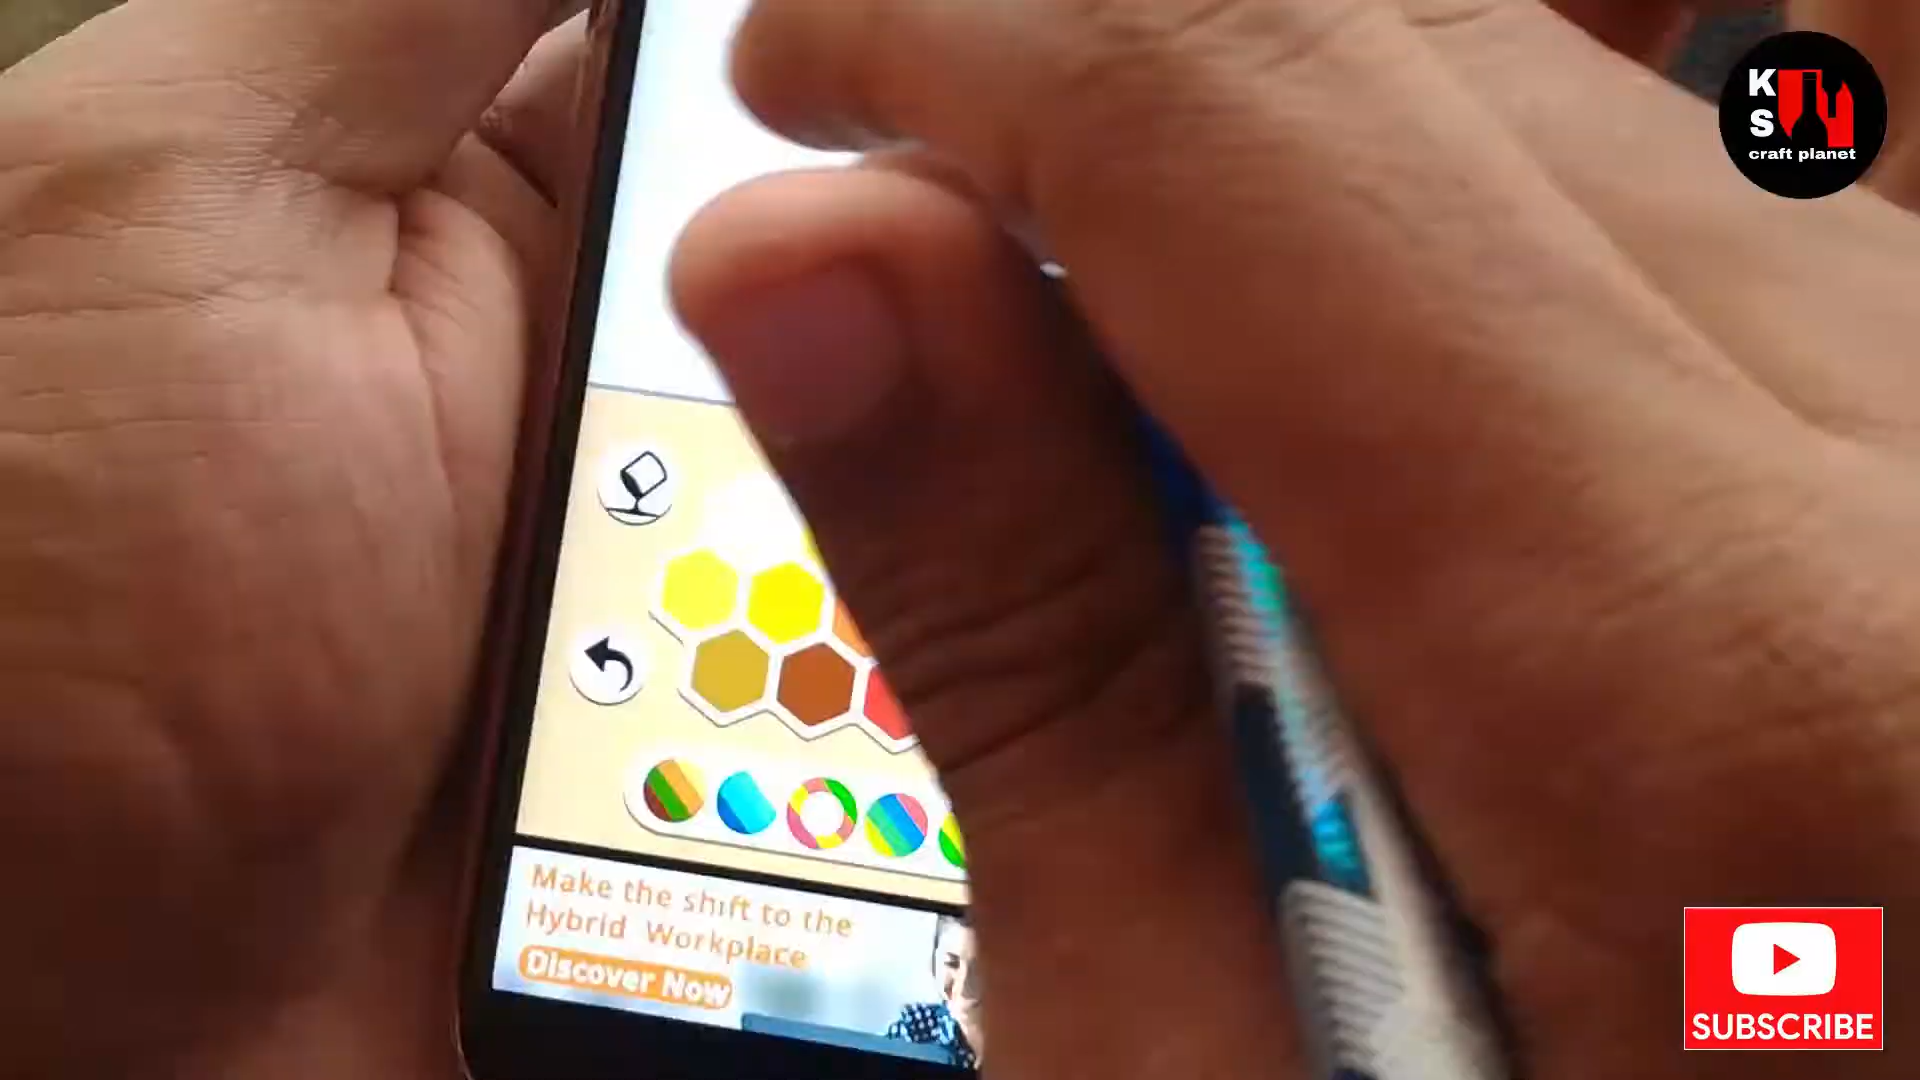 K
S
craft planet
Make the shift to the
Hybrid Workplace
Discover Now
SUBSCRIBE